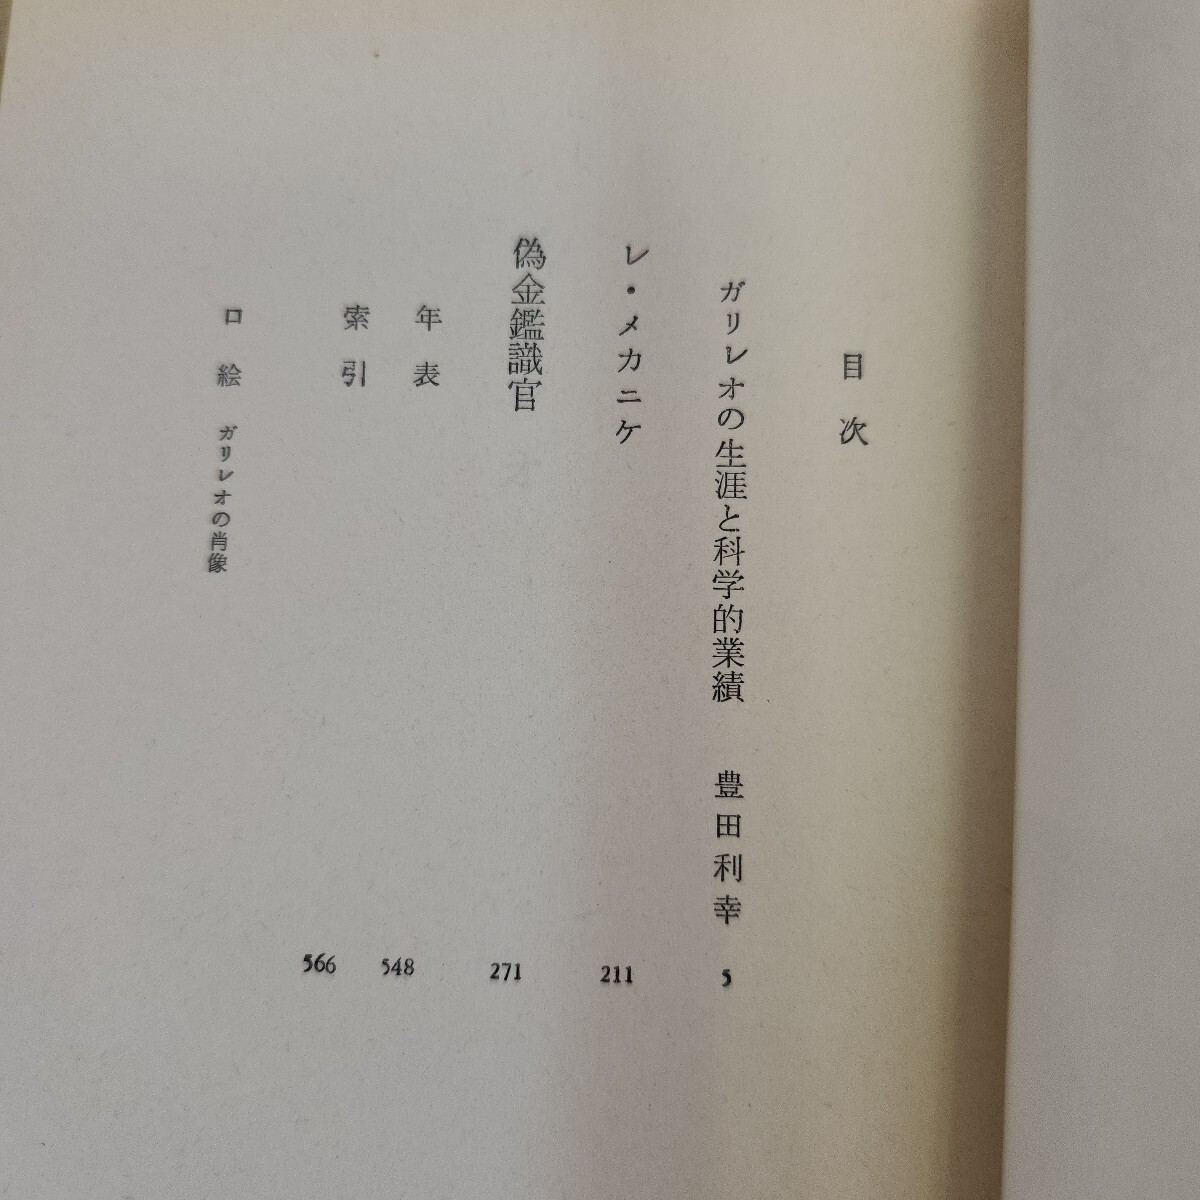 目次
ガリレオの生涯と科学的業績 豊田利幸 5
レ・メカニケ 211
偽金鑑識官 271
年表 548
索引 566
口絵 ガリレオの肖像